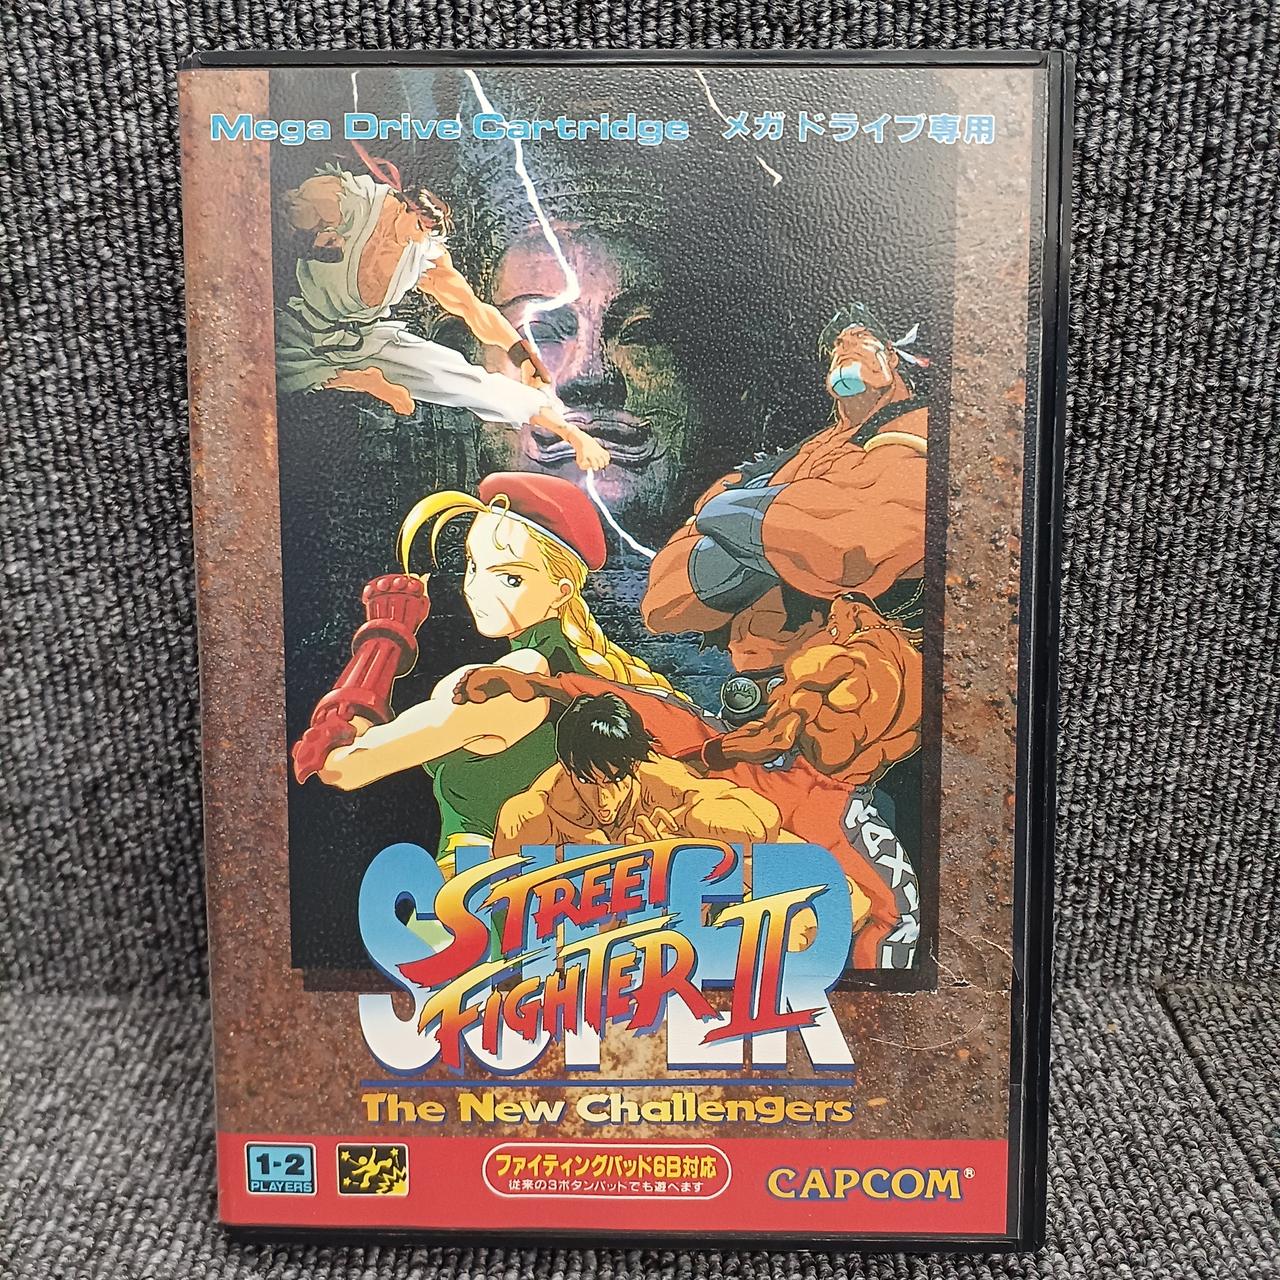 Mega Drive Cartridge メガドライブ専用
MAXIMUM
SUPER
STREET
FIGHTER II
The New Challengers
1-2
PLAYERS
ファイティングパッド6B対応
従来の3ボタンパッドでも遊べます
CAPCOM®